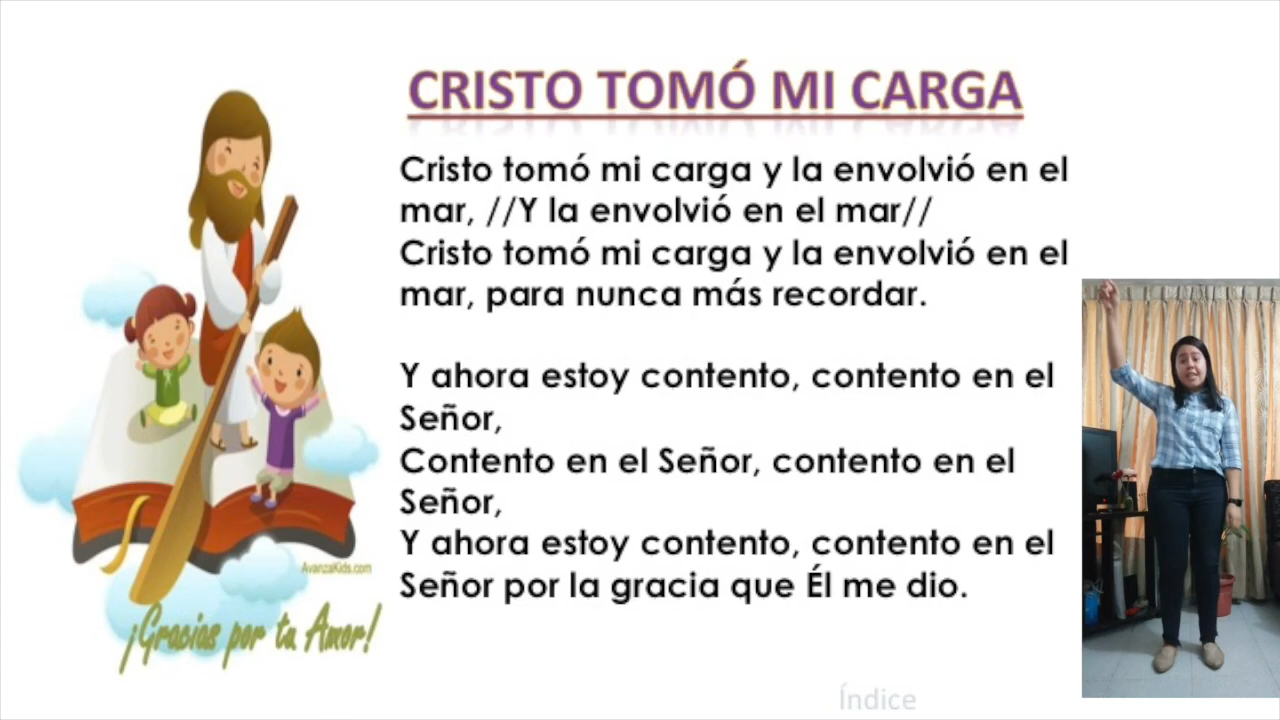 CRISTO TOMÓ MI CARGA
Cristo tomó mi carga y la envolvió en el
mar, //Y la envolvió en el mar//
Cristo tomó mi carga y la envolvió en el
mar, para nunca más recordar.
Y ahora estoy contento, contento en el
Señor,
Contento en el Señor, contento en el
Señor,
Y ahora estoy contento, contento en el
Señor por la gracia que Él me dio.
AvanzaKids.com
¡Gracias por tu Amor!
Índice